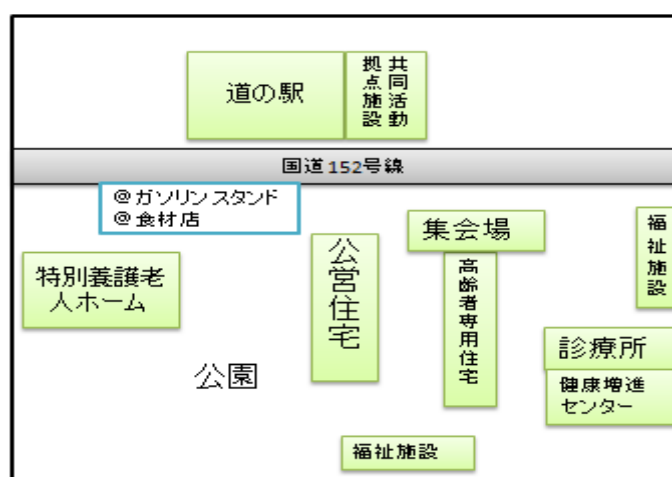 道の駅
共同活動
拠点施設
国道152号線
@ガソリンスタンド
@食材店
集会場
福祉施設
公営住宅
特別養護老
人ホーム
高齢者専用住宅
診療所
公園
健康増進
センター
福祉施設